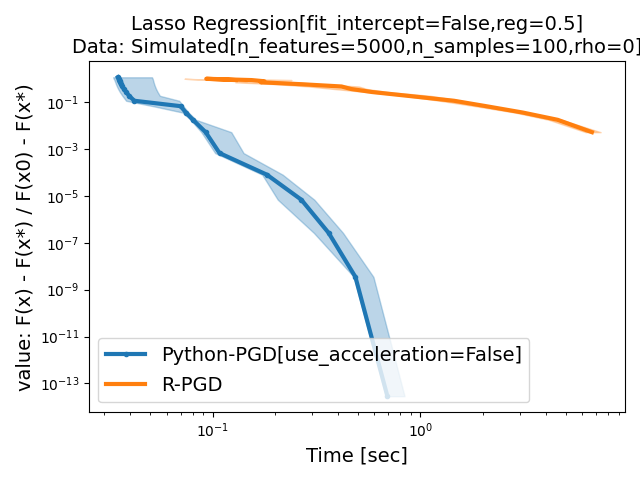 Lasso Regression[fit_intercept=False,reg=0.5]
Data: Simulated[n_features=5000,n_samples=100,rho=0]
value: F(x) - F(x*) / F(x0) - F(x*)
10⁻¹
10⁻³
10⁻⁵
10⁻⁷
10⁻⁹
10⁻¹¹
10⁻¹³
Python-PGD[use_acceleration=False]
R-PGD
10⁻¹ 10⁰
Time [sec]